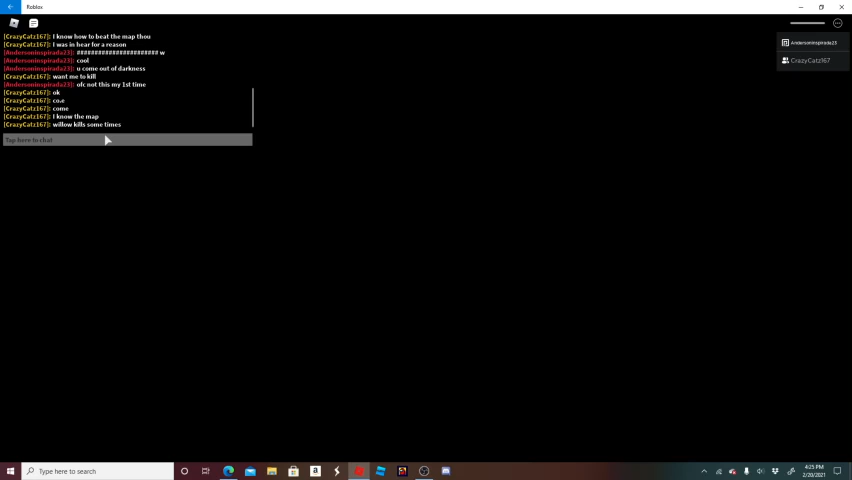 Roblox
[CrazyCatz167]: I know how to beat the map thou
[CrazyCatz167]: I was in hear for a reason
[Andersoninspirada23]: ####################### w
[Andersoninspirada23]: cool
[Andersoninspirada23]: u come out of darkness
[CrazyCatz167]: want me to kill
[Andersoninspirada23]: ofc not this my 1st time
[CrazyCatz167]: ok
[CrazyCatz167]: co.e
[CrazyCatz167]: come
[CrazyCatz167]: I know the map
[CrazyCatz167]: willow kills some times
Tap here to chat
Andersoninspirada23
CrazyCatz167
Type here to search
a
4:25 PM
2/20/2021